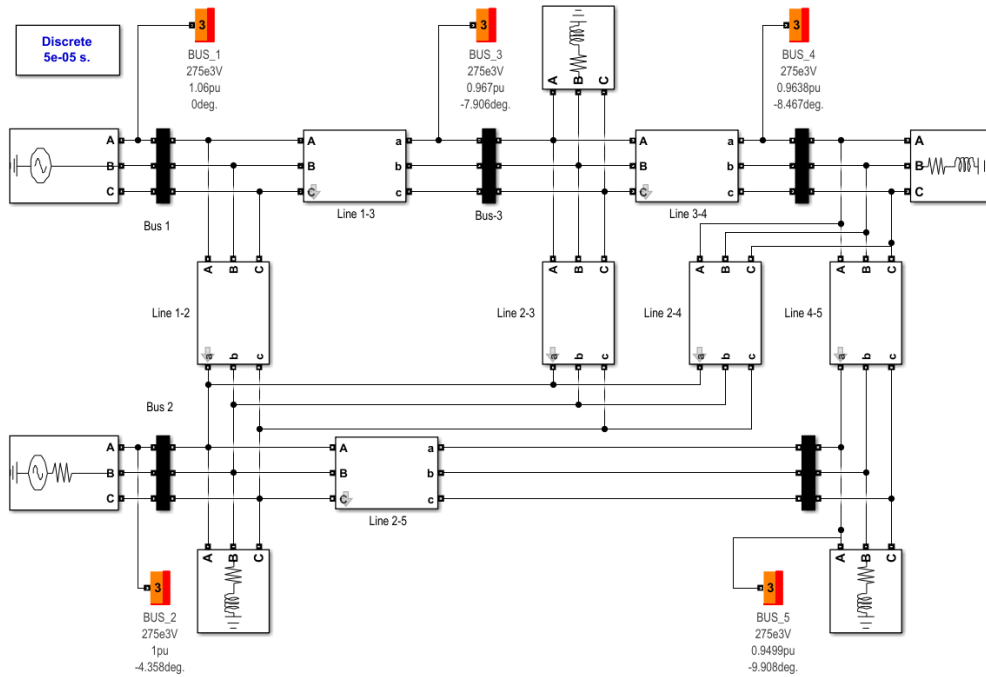 Discrete
5e-05 s.
3
BUS_1
275e3V
1.06pu
0deg.
3
BUS_3
275e3V
0.967pu
-7.906deg.
A
B
C
3
BUS_4
275e3V
0.9638pu
-8.467deg.
A
B
C
Bus 1
A
B
C
a
b
c
Line 1-3
Bus-3
A
B
C
a
b
c
Line 3-4
A
B
C
A
B
C
Line 1-2
a
b
c
A
B
C
Line 2-3
a
b
c
A
B
C
Line 2-4
a
b
c
A
B
C
Line 4-5
a
b
c
Bus 2
A
B
C
A
B
C
a
b
c
Line 2-5
A
B
C
3
BUS_2
275e3V
1pu
-4.358deg.
A
B
C
3
BUS_5
275e3V
0.9499pu
-9.908deg.